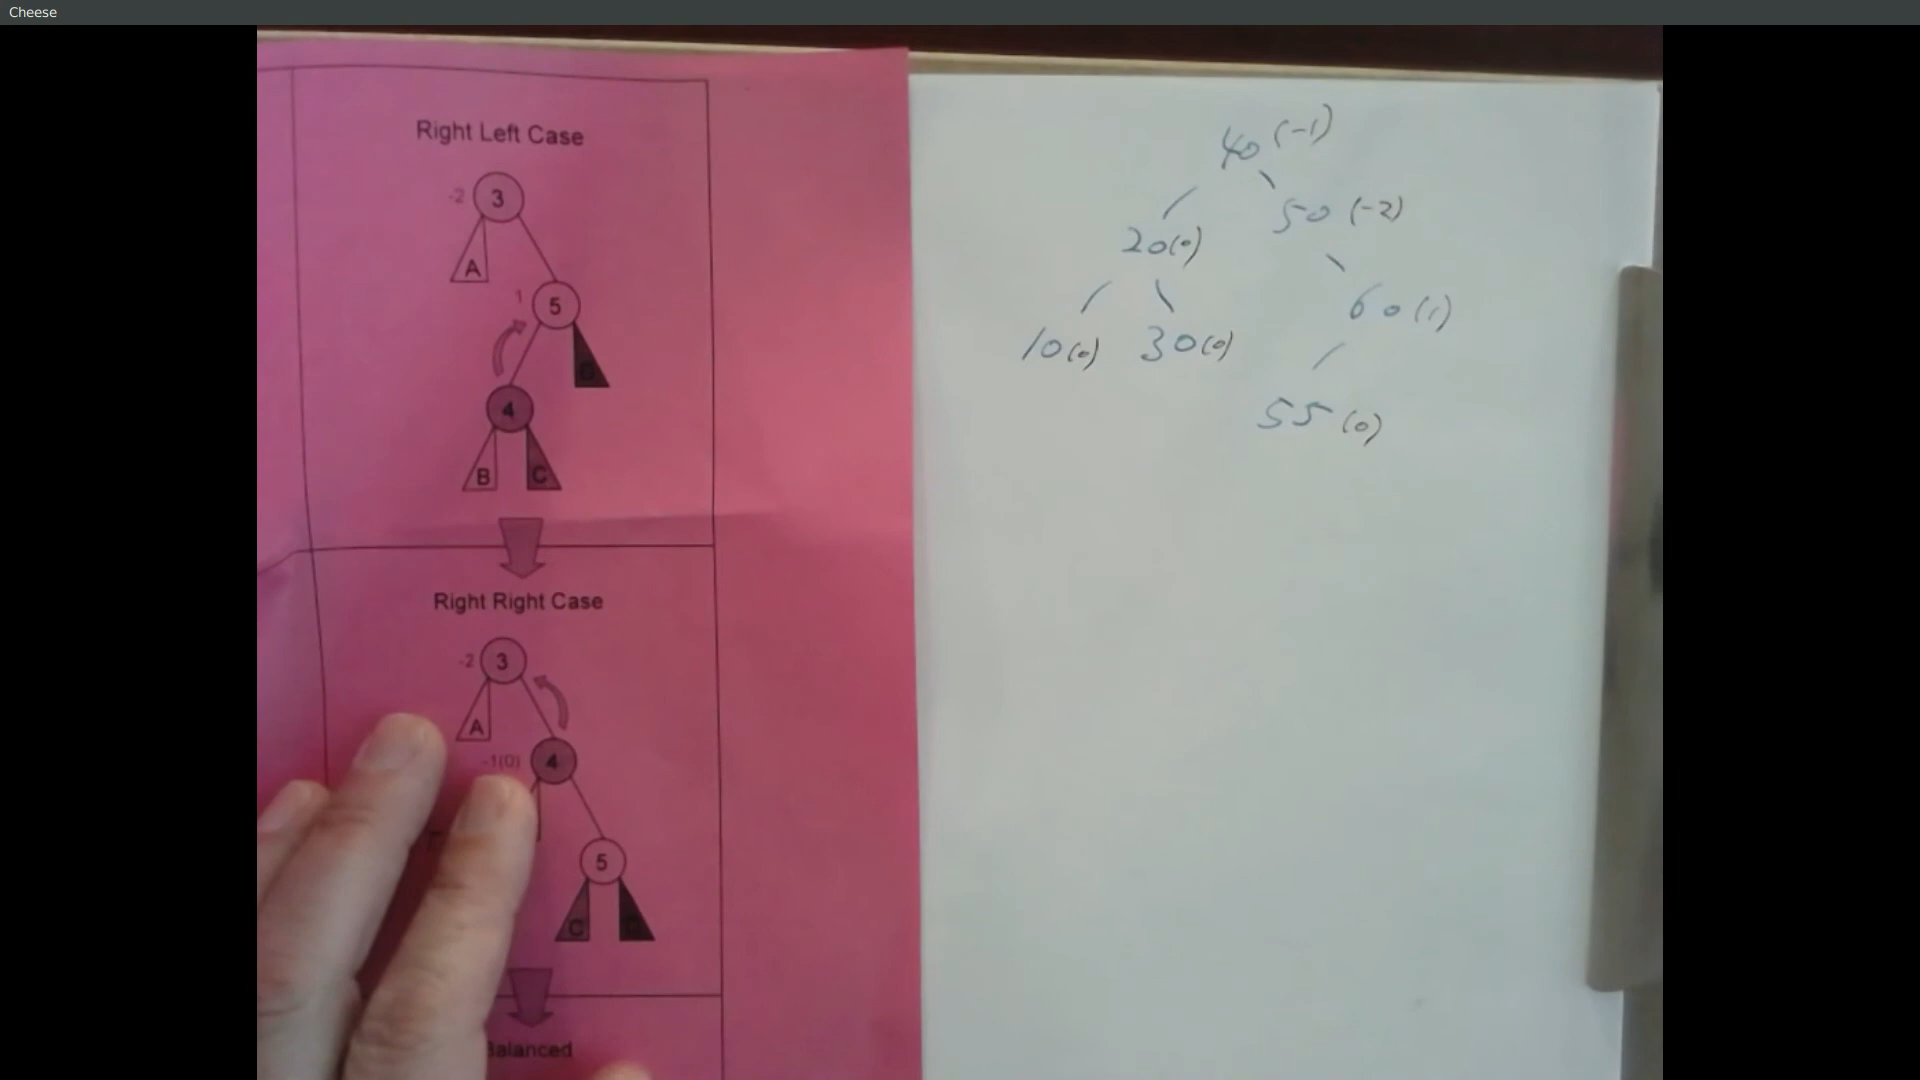 Cheese
Right Left Case
-2 3
A
1 5
4
B C
Right Right Case
-2 3
A
-1(0) 4
5
C
Balanced
40 (-1)
20(0) 50 (-2)
10(0) 30(0) 60(1)
55(0)